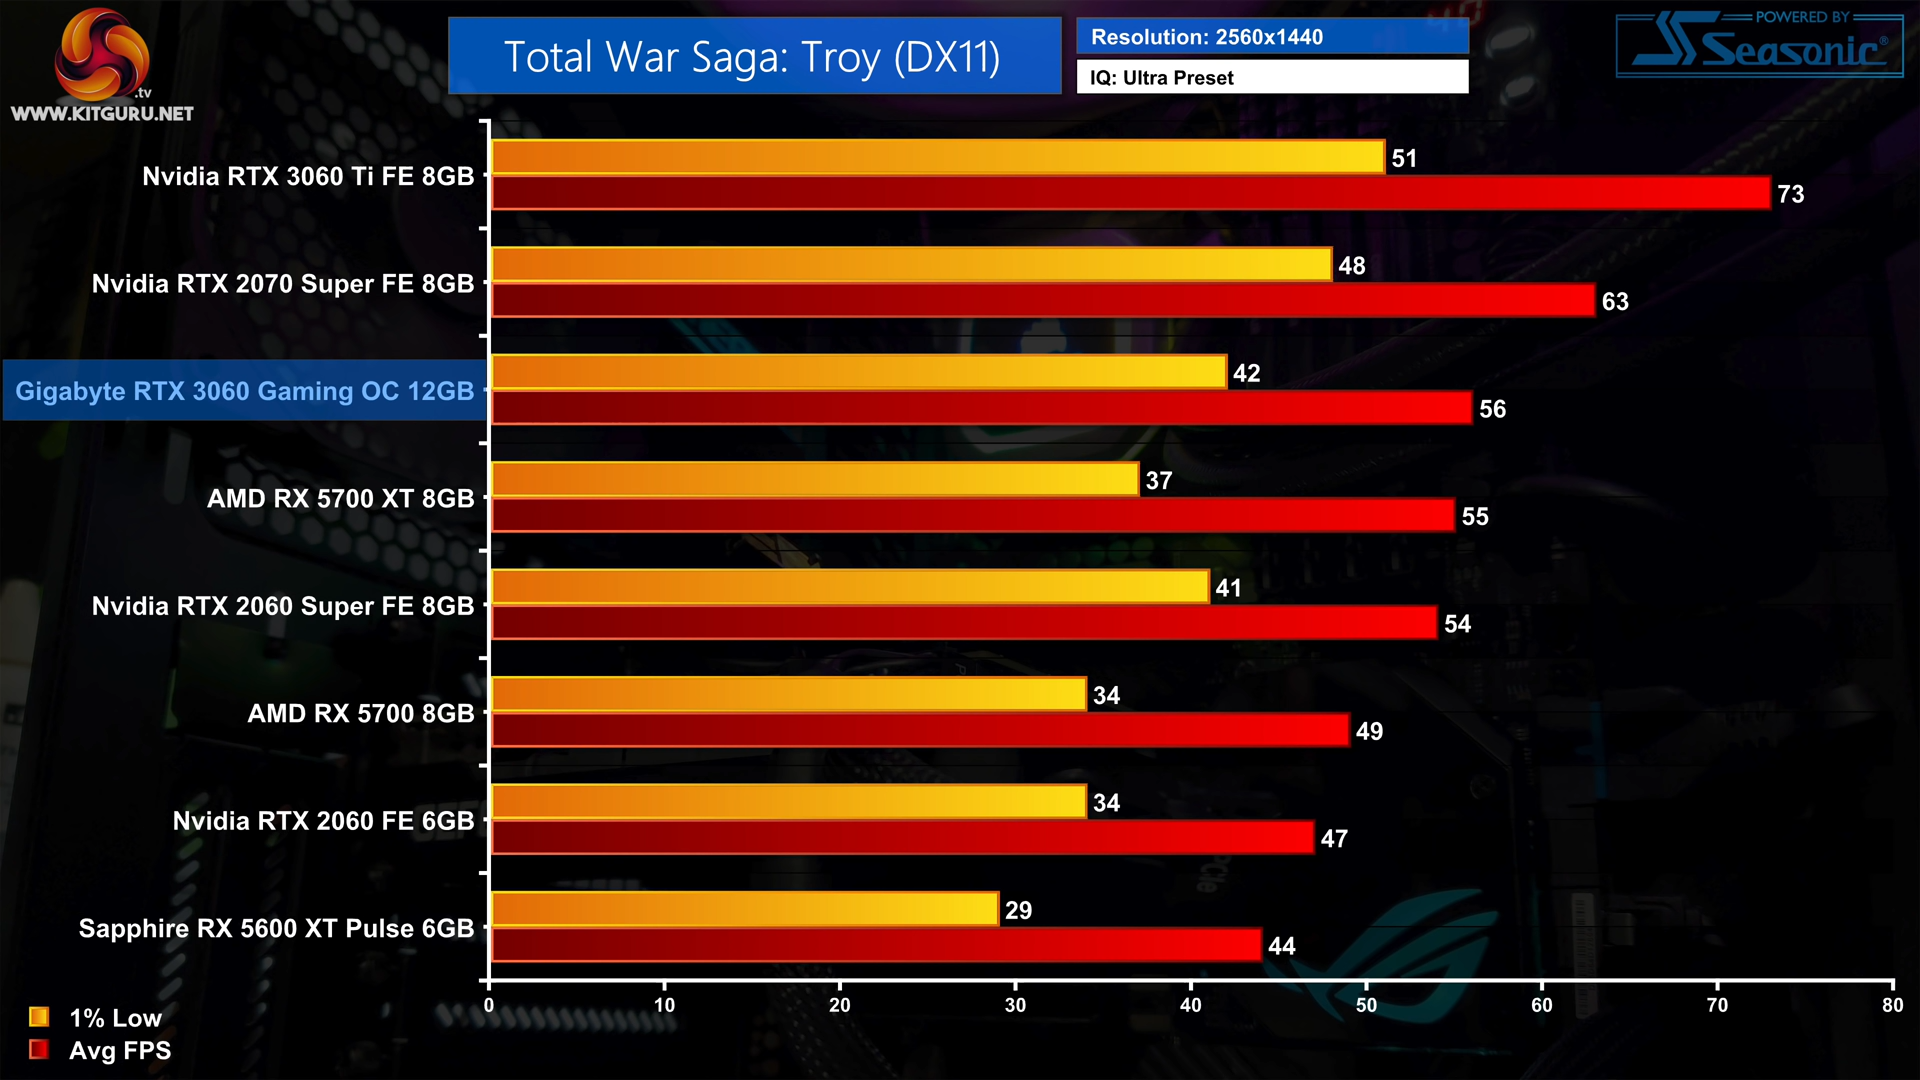 .tv
WWW.KITGURU.NET
Total War Saga: Troy (DX11)
Resolution: 2560x1440
IQ: Ultra Preset
POWERED BY
Seasonic®
Nvidia RTX 3060 Ti FE 8GB
51
73
Nvidia RTX 2070 Super FE 8GB
48
63
Gigabyte RTX 3060 Gaming OC 12GB
42
56
AMD RX 5700 XT 8GB
37
55
Nvidia RTX 2060 Super FE 8GB
41
54
AMD RX 5700 8GB
34
49
Nvidia RTX 2060 FE 6GB
34
47
Sapphire RX 5600 XT Pulse 6GB
29
44
0 10 20 30 40 50 60 70 80
1% Low
Avg FPS